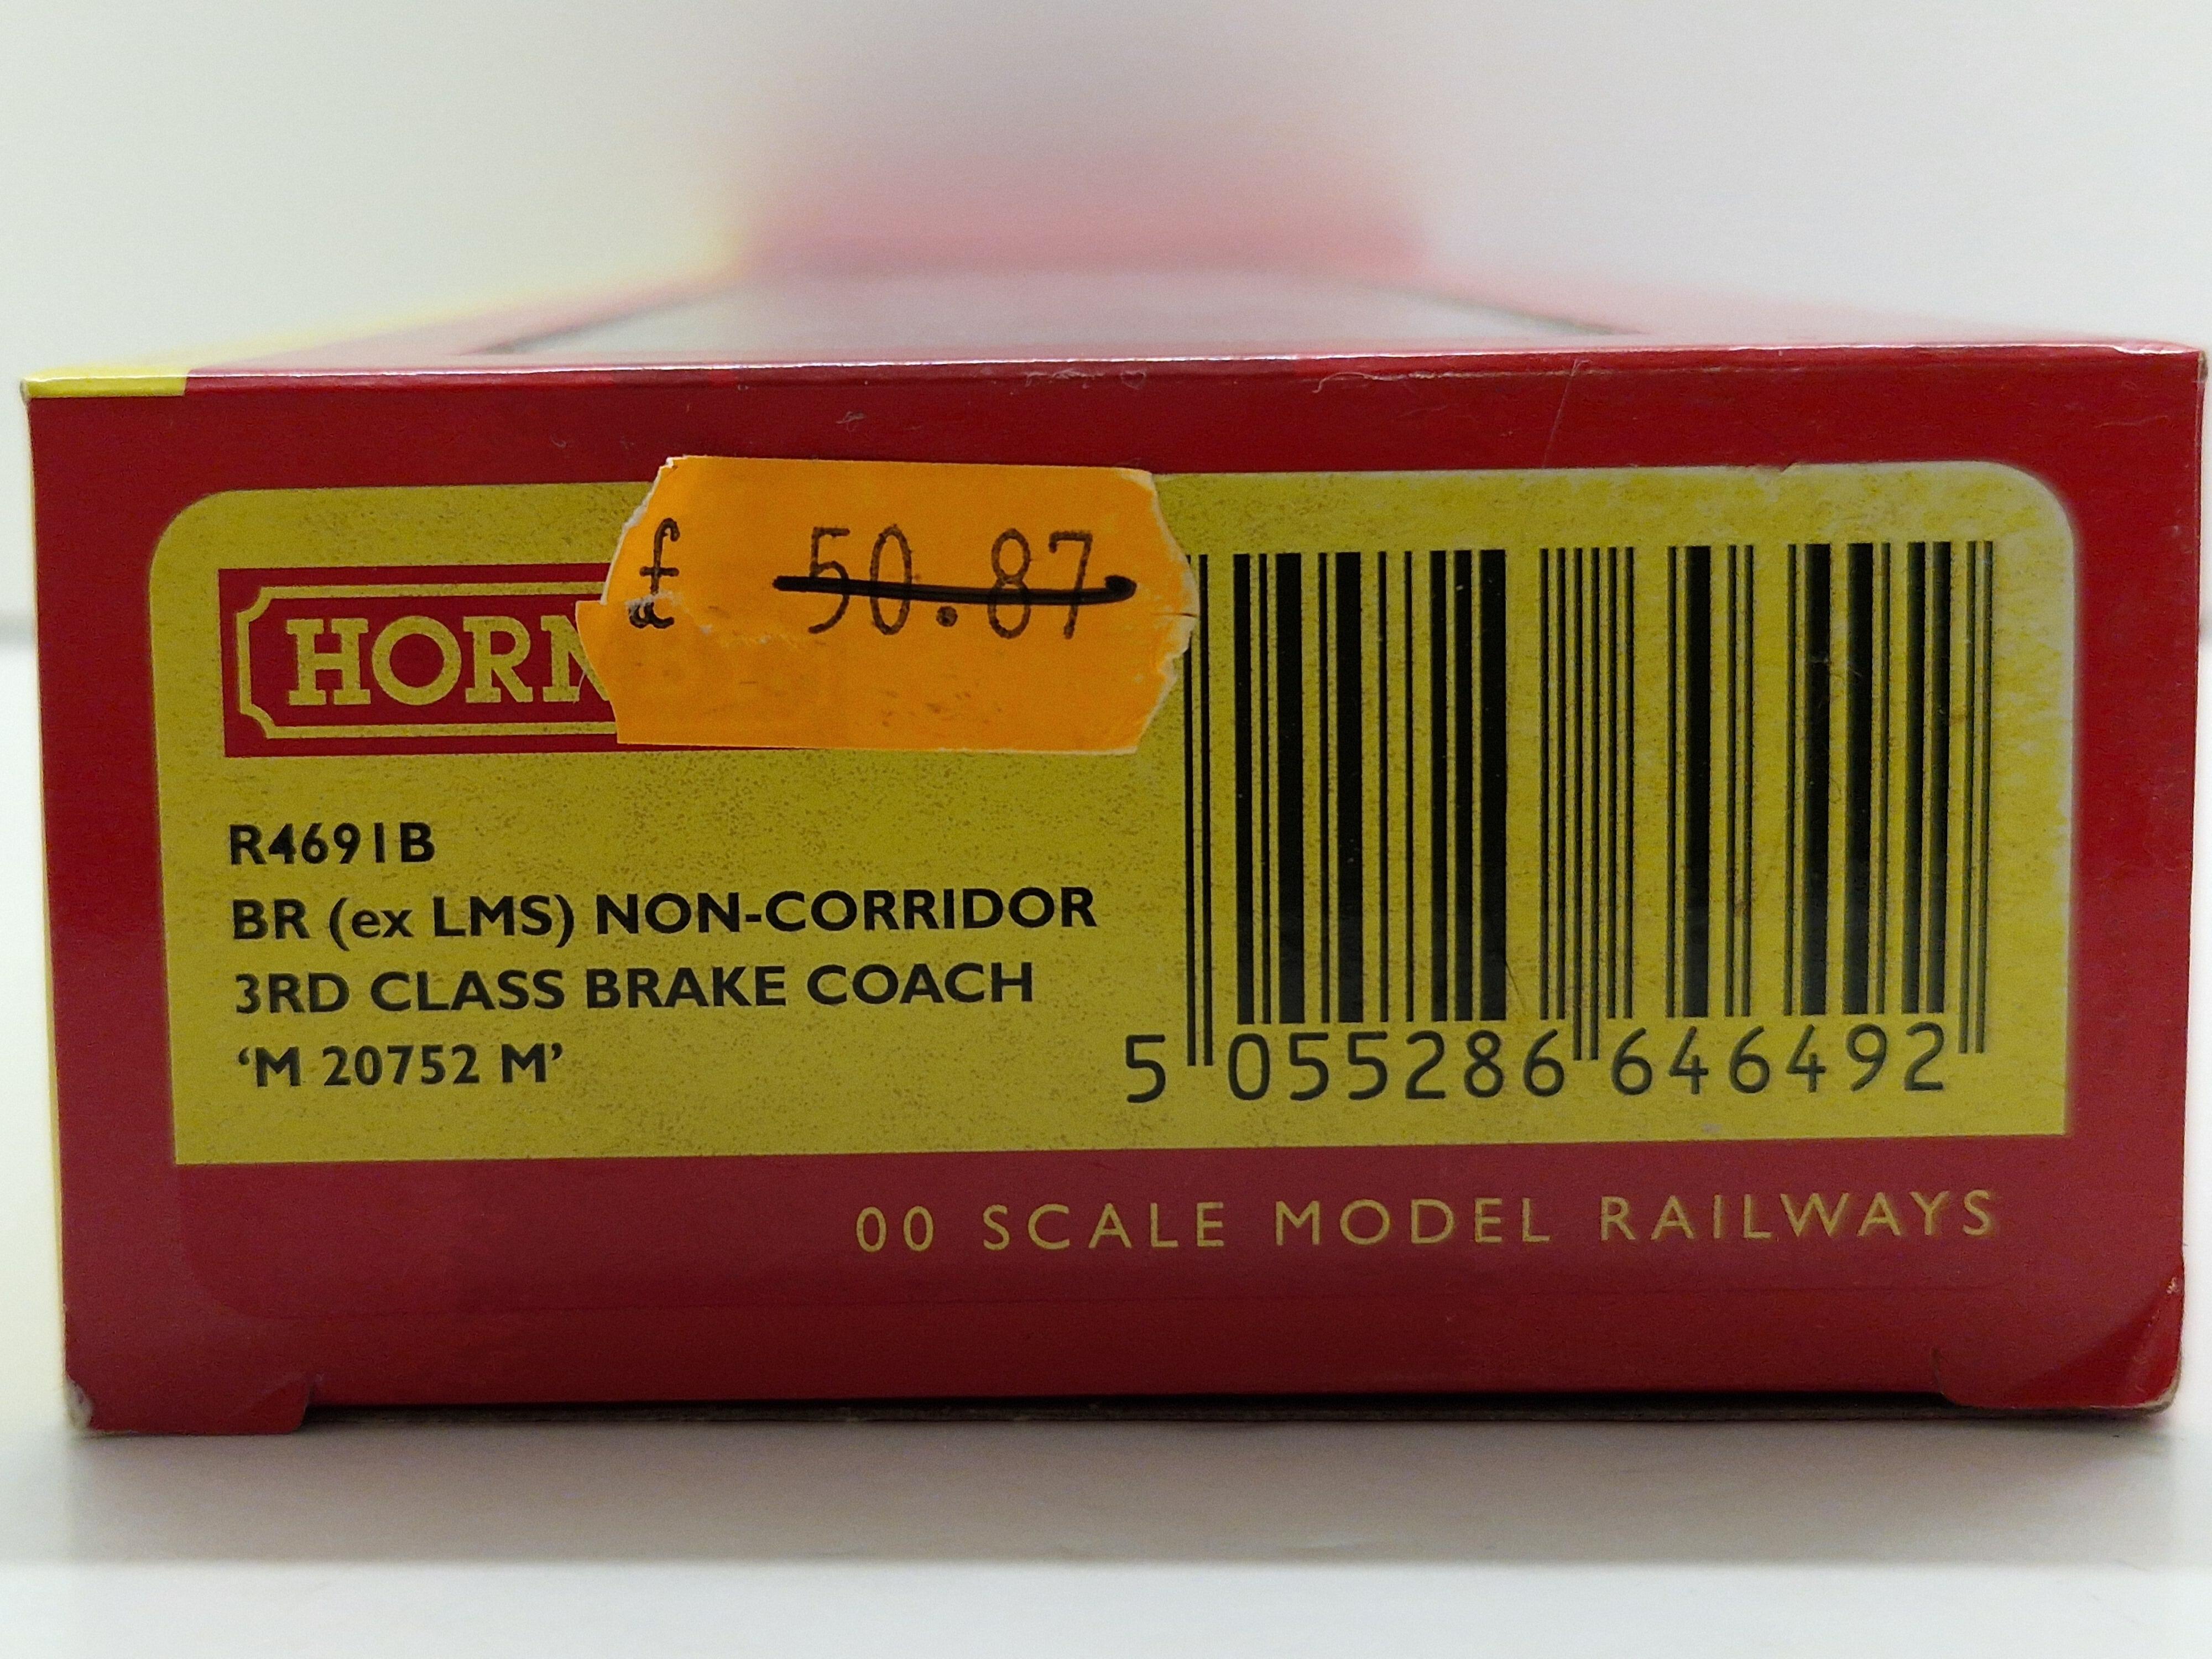 £ 50.87
HORN
R4691B
BR (ex LMS) NON-CORRIDOR
3RD CLASS BRAKE COACH
‘M 20752 M’
5 055286 646492
00 SCALE MODEL RAILWAYS